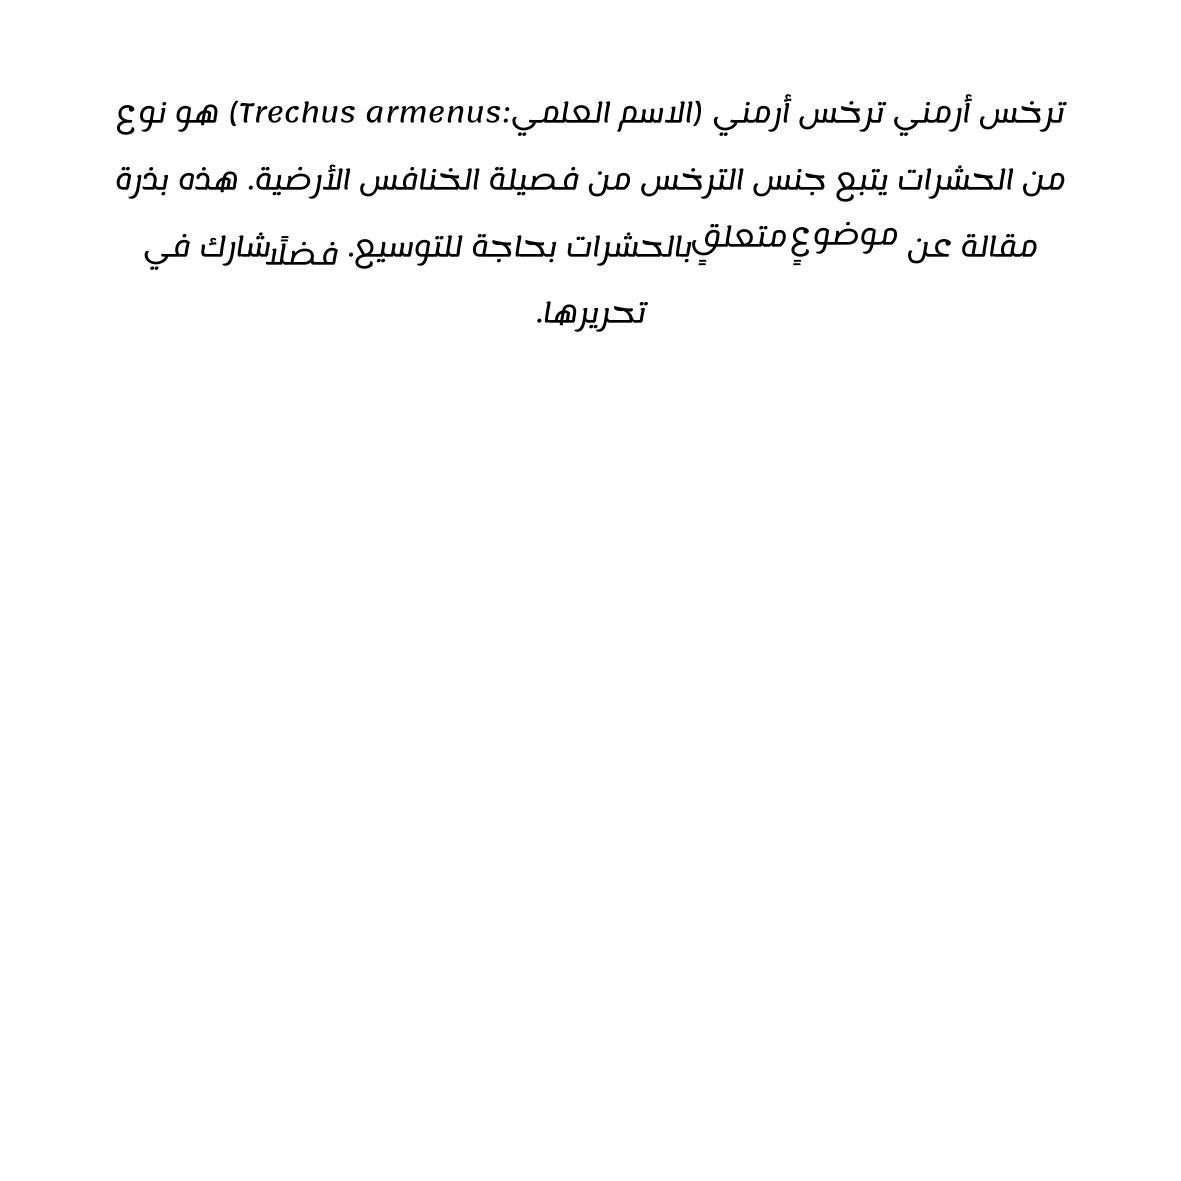 ترخس أرمني ترخس أرمني (الاسم العلمي:Trechus armenus) هو نوع
من الحشرات يتبع جنس الترخس من فصيلة الخنافس الأرضية. هذه بذرة
مقالة عن موضوعٍ متعلقٍ بالحشرات بحاجة للتوسيع. فضلًا شارك في
تحريرها.